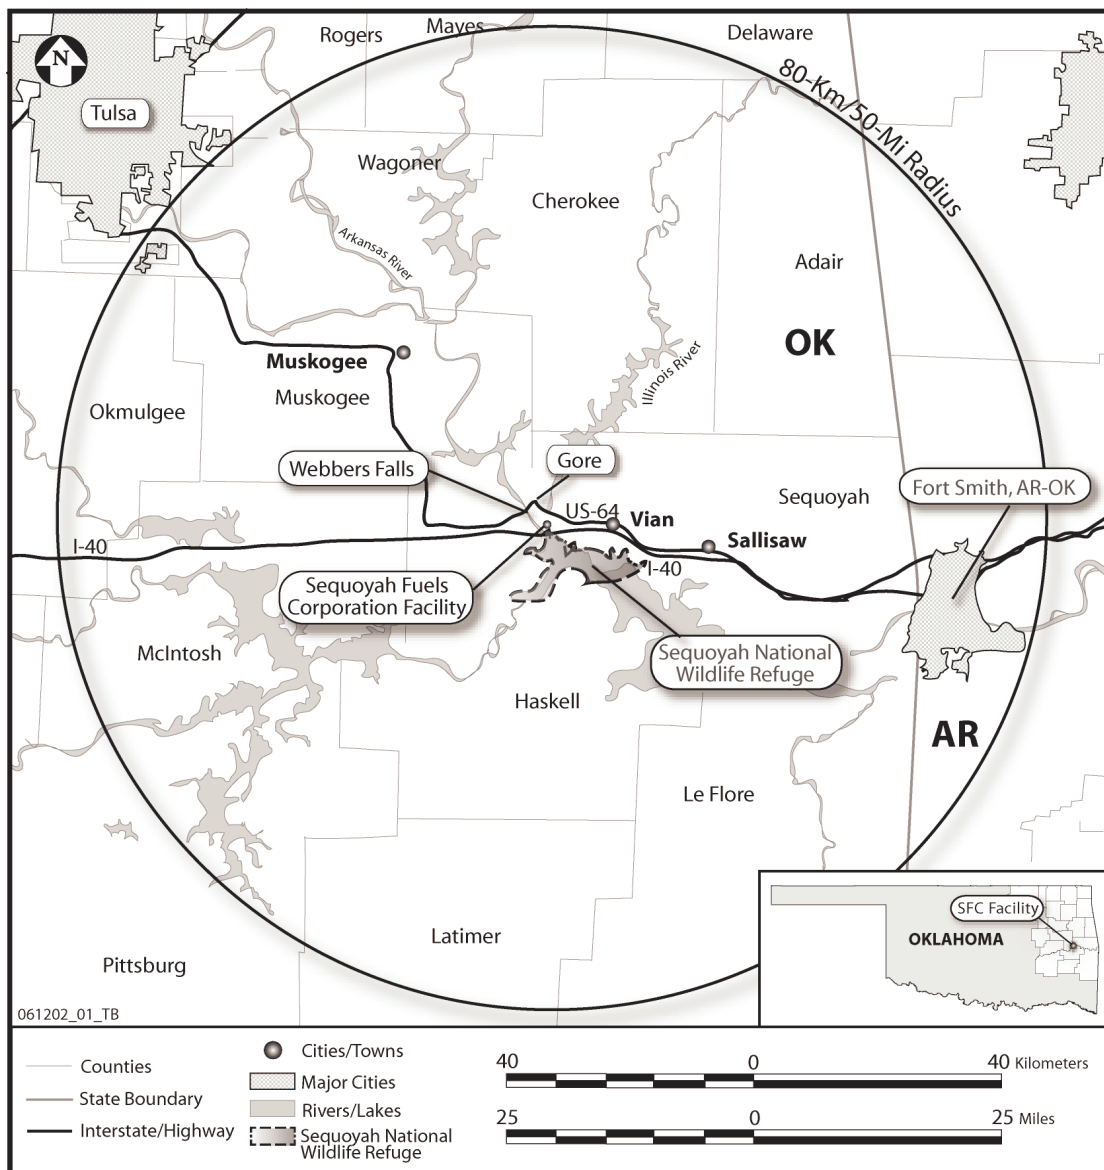 Rogers
Mayes
Delaware
N
Tulsa
80-Km/50-Mi Radius
Wagoner
Cherokee
Arkansas River
Adair
OK
Illinois River
Muskogee
Muskogee
Okmulgee
Webbers Falls
Gore
Sequoyah
Fort Smith, AR-OK
US-64
Vian
Sallisaw
I-40
I-40
Sequoyah Fuels
Corporation Facility
McIntosh
Sequoyah National
Wildlife Refuge
Haskell
AR
Le Flore
SFC Facility
OKLAHOMA
Latimer
Pittsburg
061202_01_TB
Counties
State Boundary
Interstate/Highway
Cities/Towns
Major Cities
Rivers/Lakes
Sequoyah National
Wildlife Refuge
40 0 40 Kilometers
25 0 25 Miles